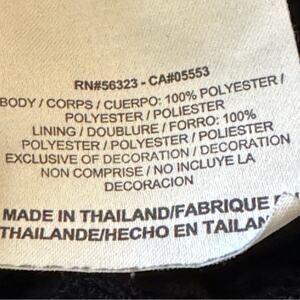 RN#56323 - CA#05553
BODY / CORPS / CUERPO: 100% POLYESTER /
POLYESTER / POLIESTER
LINING / DOUBLURE / FORRO: 100%
POLYESTER / POLYESTER / POLIESTER
EXCLUSIVE OF DECORATION / DECORATION
NON COMPRISE / NO INCLUYE LA
DECORACION
MADE IN THAILAND/FABRIQUE
THAILANDE/HECHO EN